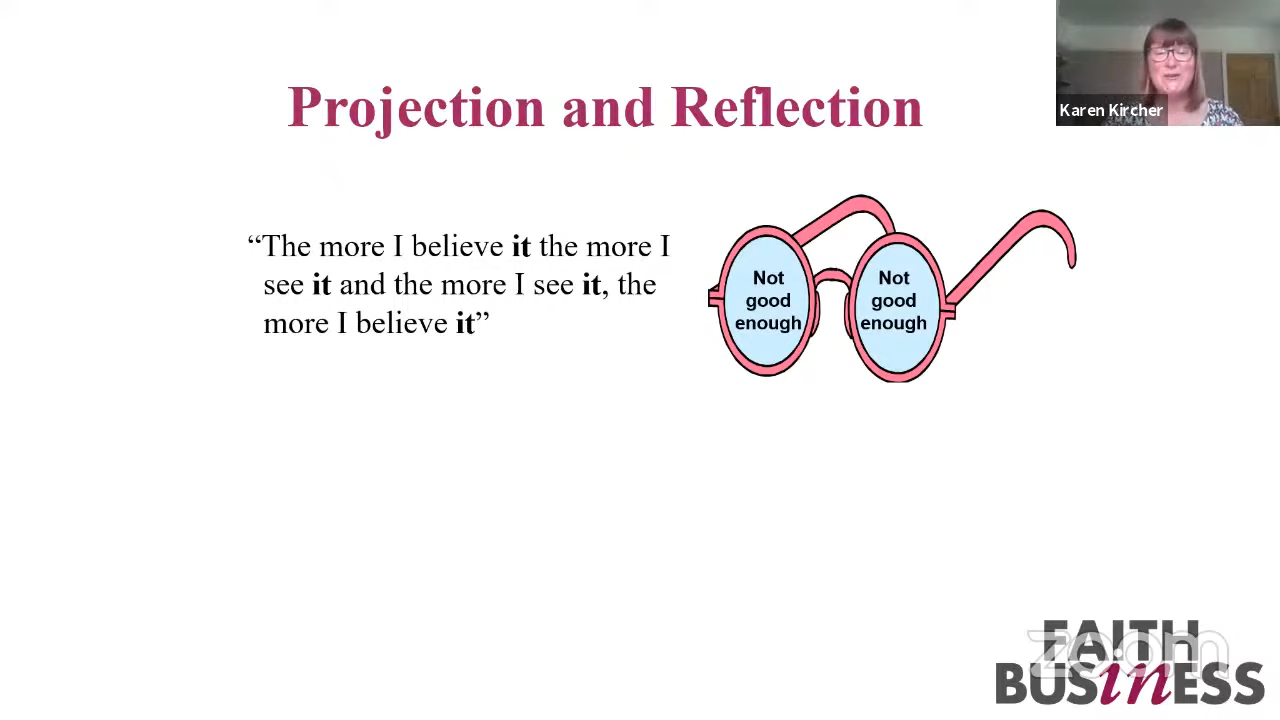 Karen Kircher
Projection and Reflection
“The more I believe it the more I
see it and the more I see it, the
more I believe it”
Not
good
enough
Not
good
enough
FAITH
zoom
BUSINESS